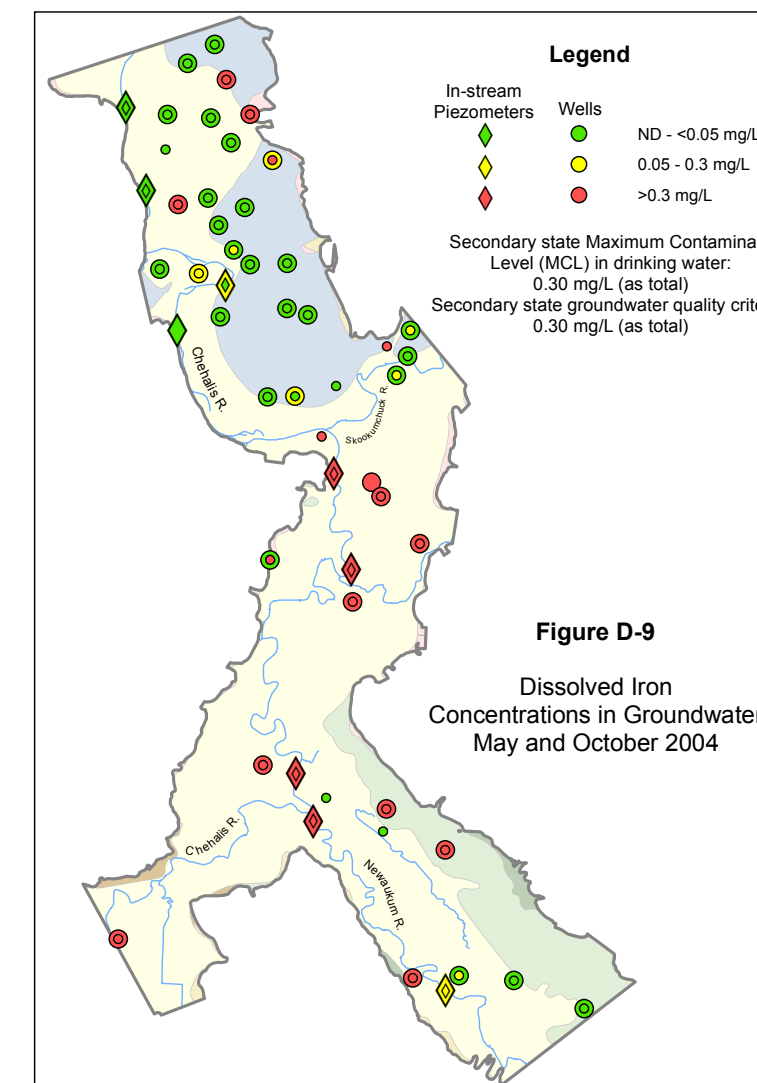 Legend
In-stream
Piezometers
Wells
ND - <0.05 mg/L
0.05 - 0.3 mg/L
>0.3 mg/L
Secondary state Maximum Contamina
Level (MCL) in drinking water:
0.30 mg/L (as total)
Secondary state groundwater quality crite
0.30 mg/L (as total)
Chehalis R.
Skookumchuck R.
Figure D-9
Dissolved Iron
Concentrations in Groundwater
May and October 2004
Chehalis R.
Newaukum R.